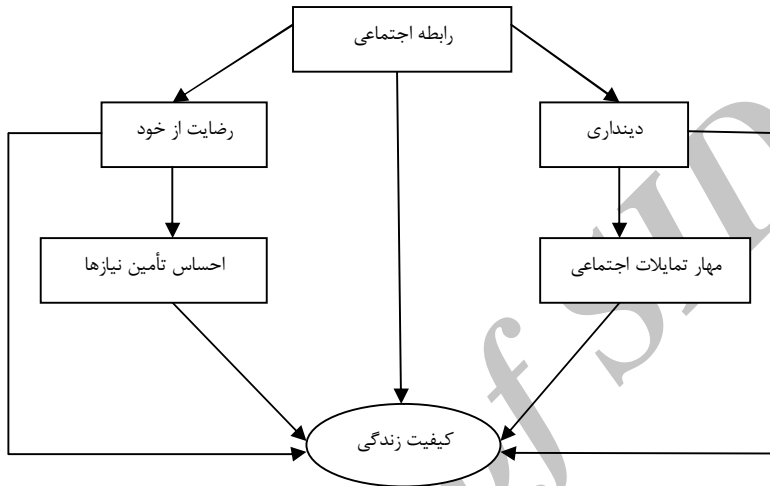 رابطه اجتماعی
دینداری
رضایت از خود
مهار تمایلات اجتماعی
احساس تأمین نیازها
کیفیت زندگی